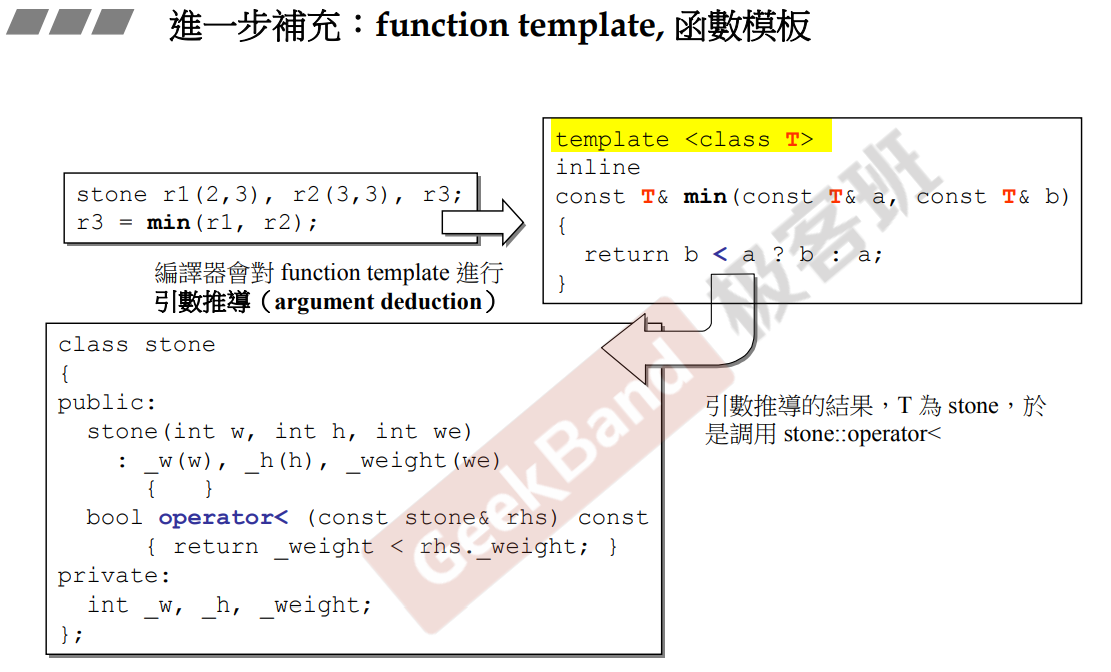 進一步補充：function template, 函數模板
stone r1(2,3), r2(3,3), r3;
r3 = min(r1, r2);
編譯器會對 function template 進行
引數推導（argument deduction）
template <class T>
inline
const T& min(const T& a, const T& b)
{
  return b < a ? b : a;
}
class stone
{
public:
  stone(int w, int h, int we)
    : _w(w), _h(h), _weight(we)
      {   }
  bool operator< (const stone& rhs) const
      { return _weight < rhs._weight; }
private:
  int _w, _h, _weight;
};
引數推導的結果，T 為 stone，於
是調用 stone::operator<
GeekBand
极客班